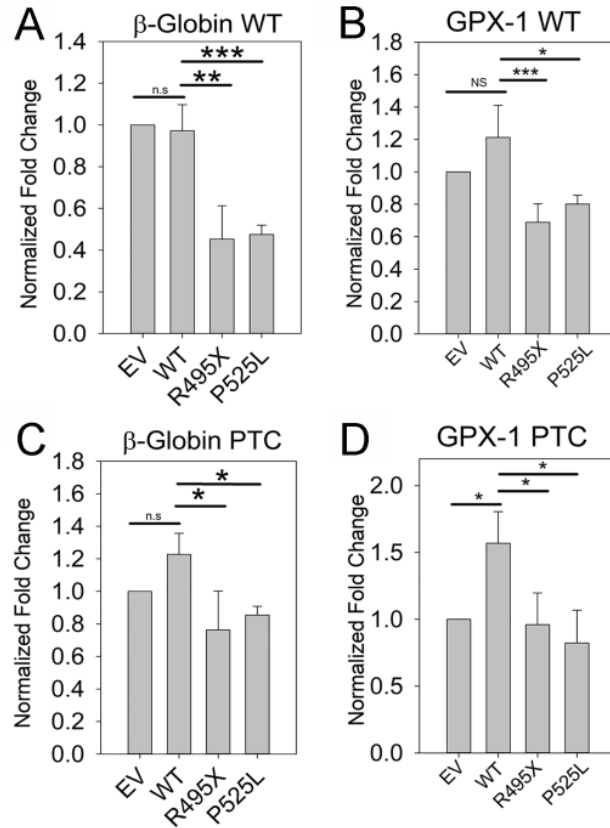 A
β-Globin WT
Normalized Fold Change
1.4
1.2
1.0
0.8
0.6
0.4
0.2
0.0
n.s
***
**
EV
WT
R495X
P525L
B
GPX-1 WT
Normalized Fold Change
1.8
1.6
1.4
1.2
1.0
0.8
0.6
0.4
0.2
0.0
NS
*
***
EV
WT
R495X
P525L
C
β-Globin PTC
Normalized Fold Change
1.8
1.6
1.4
1.2
1.0
0.8
0.6
0.4
0.2
0.0
n.s
*
*
EV
WT
R495X
P525L
D
GPX-1 PTC
Normalized Fold Change
2.0
1.5
1.0
0.5
0.0
*
*
*
EV
WT
R495X
P525L